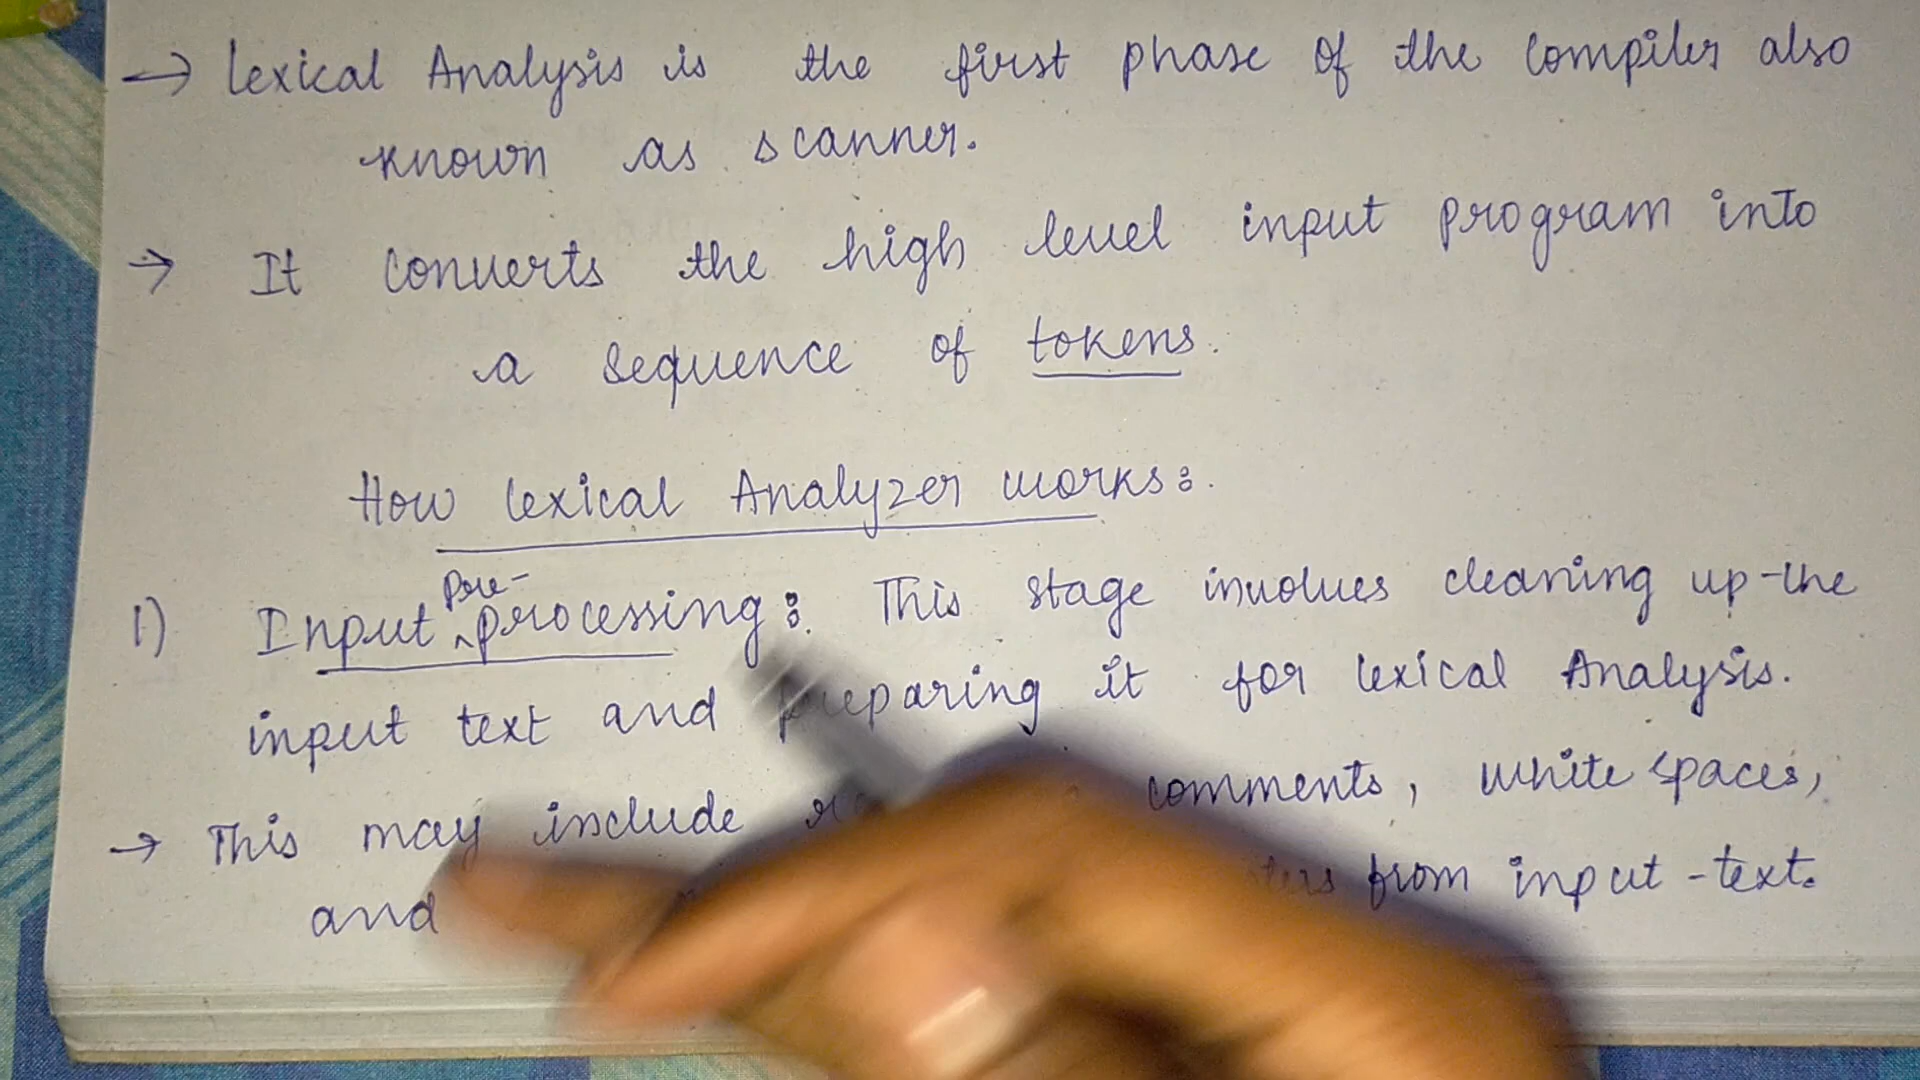 → Lexical Analysis is the first phase of the compiler also
known as scanner.
→ It converts the high level input program into
a sequence of tokens.
How lexical Analyzer works:
1) Input Pre-processing: This stage involves cleaning up the
input text and preparing it for lexical Analysis.
→ This may include comments, white spaces,
and from input text.